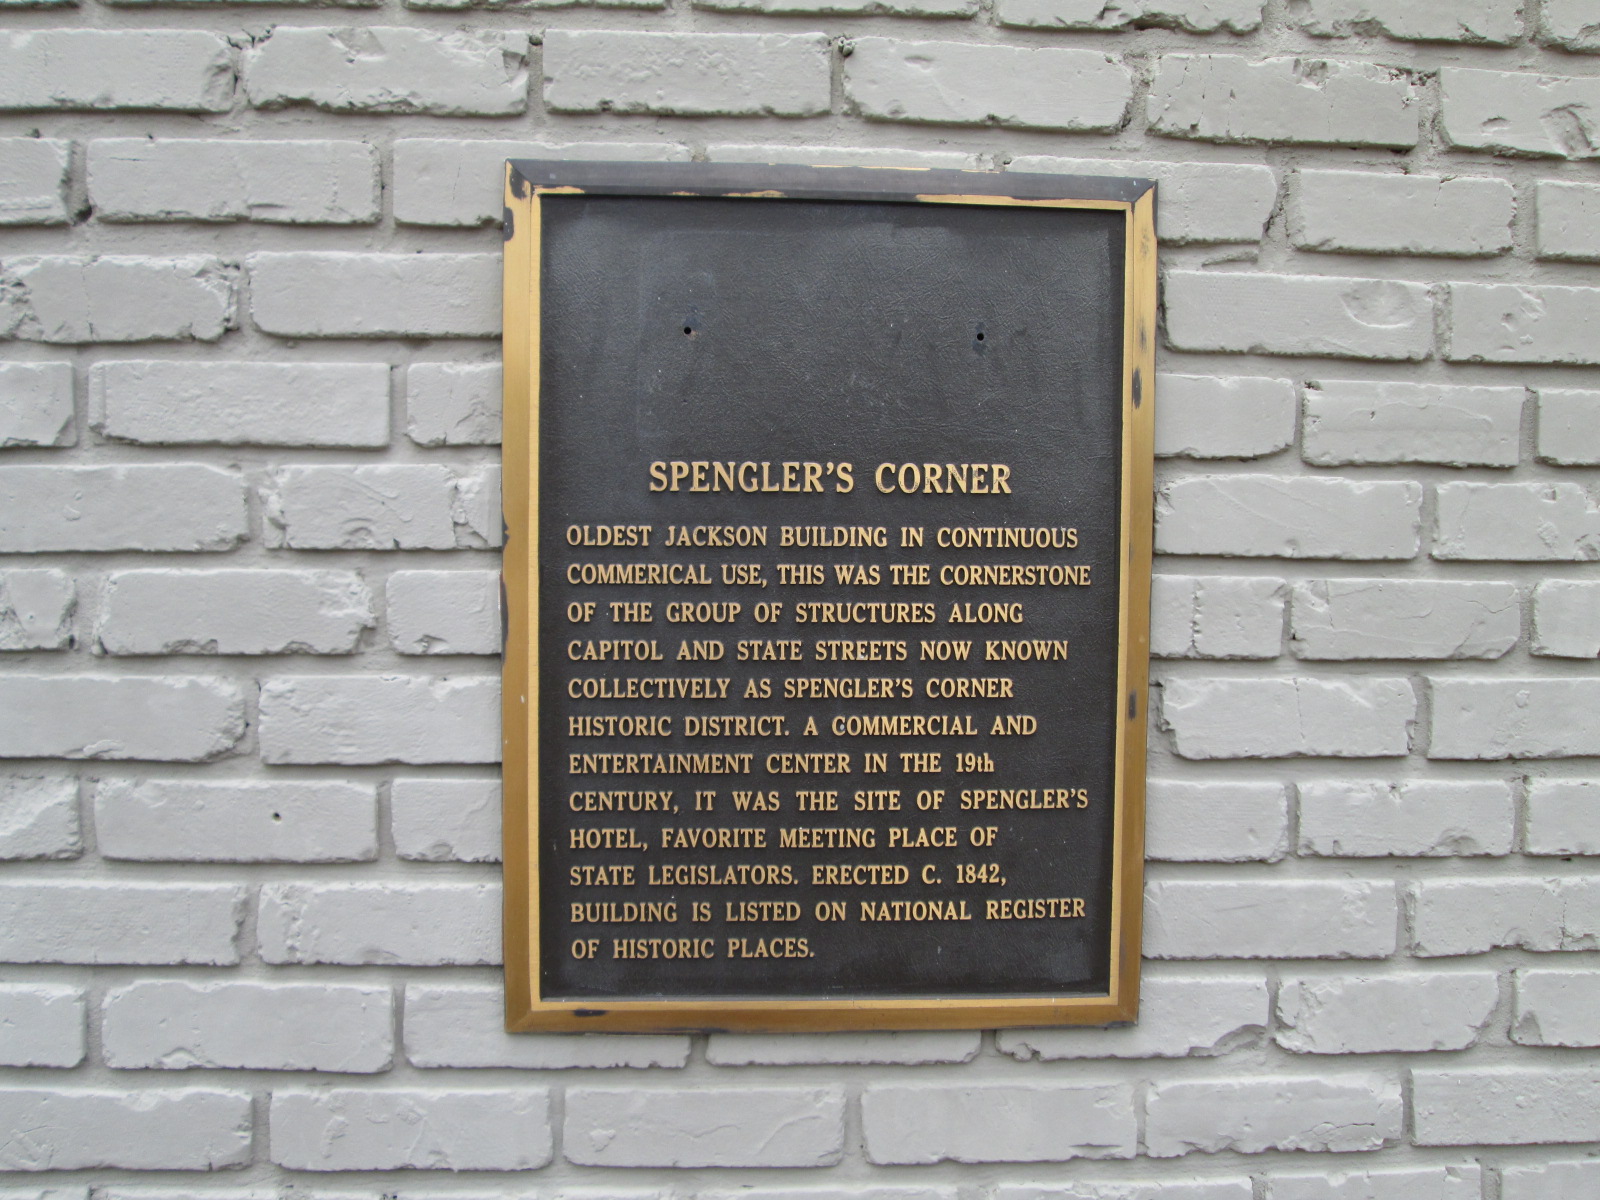 SPENGLER'S CORNER
OLDEST JACKSON BUILDING IN CONTINUOUS
COMMERICAL USE, THIS WAS THE CORNERSTONE
OF THE GROUP OF STRUCTURES ALONG
CAPITOL AND STATE STREETS NOW KNOWN
COLLECTIVELY AS SPENGLER'S CORNER
HISTORIC DISTRICT. A COMMERCIAL AND
ENTERTAINMENT CENTER IN THE 19th
CENTURY, IT WAS THE SITE OF SPENGLER'S
HOTEL, FAVORITE MEETING PLACE OF
STATE LEGISLATORS. ERECTED C. 1842,
BUILDING IS LISTED ON NATIONAL REGISTER
OF HISTORIC PLACES.